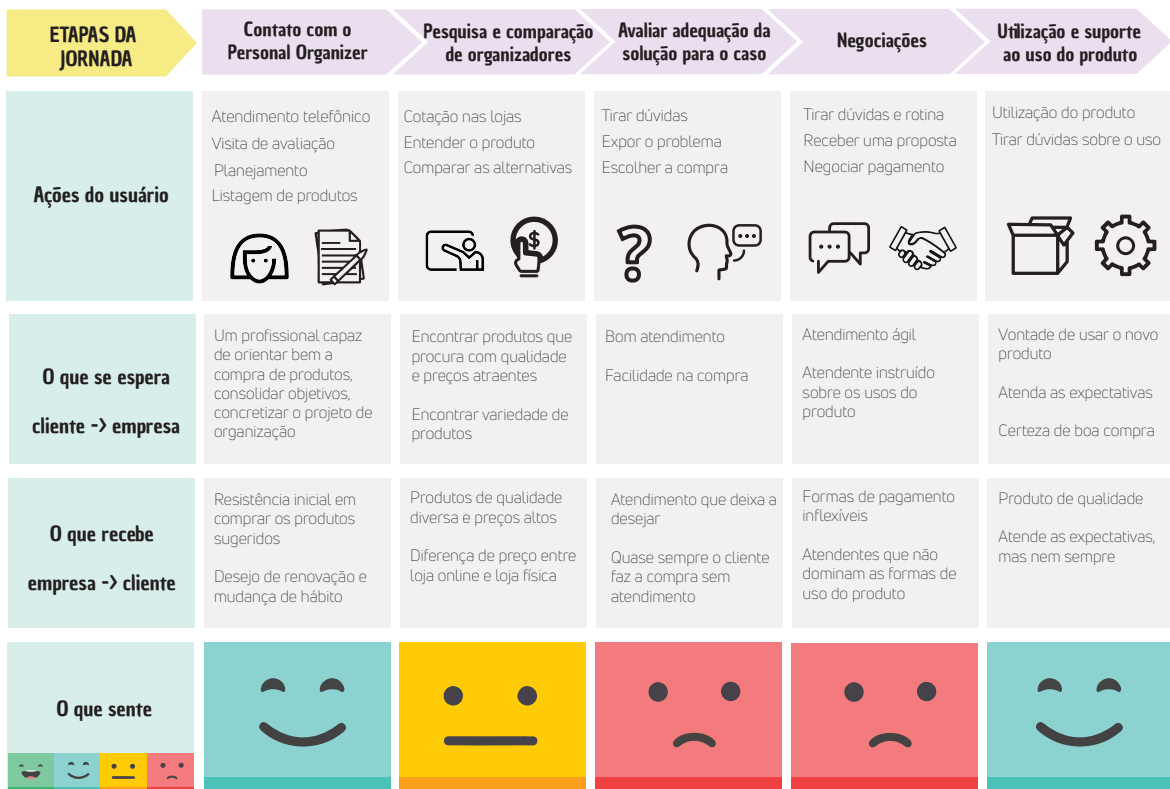 ETAPAS DA
JORNADA
Contato com o
Personal Organizer
Pesquisa e comparação
de organizadores
Avaliar adequação da
solução para o caso
Negociações
Utilização e suporte
ao uso do produto
Ações do usuário
Atendimento telefônico
Visita de avaliação
Planejamento
Listagem de produtos
Cotação nas lojas
Entender o produto
Comparar as alternativas
Tirar dúvidas
Expor o problema
Escolher a compra
Tirar dúvidas e rotina
Receber uma proposta
Negociar pagamento
Utilização do produto
Tirar dúvidas sobre o uso
$
?
O que se espera
cliente -> empresa
Um profissional capaz
de orientar bem a
compra de produtos,
consolidar objetivos,
concretizar o projeto de
organização
Encontrar produtos que
procura com qualidade
e preços atraentes
Encontrar variedade de
produtos
Bom atendimento
Facilidade na compra
Atendimento ágil
Atendente instruído
sobre os usos do
produto
Vontade de usar o novo
produto
Atenda as expectativas
Certeza de boa compra
O que recebe
empresa -> cliente
Resistência inicial em
comprar os produtos
sugeridos
Desejo de renovação e
mudança de hábito
Produtos de qualidade
diversa e preços altos
Diferença de preço entre
loja online e loja física
Atendimento que deixa a
desejar
Quase sempre o cliente
faz a compra sem
atendimento
Formas de pagamento
inflexíveis
Atendentes que não
dominam as formas de
uso do produto
Produto de qualidade
Atende as expectativas,
mas nem sempre
O que sente